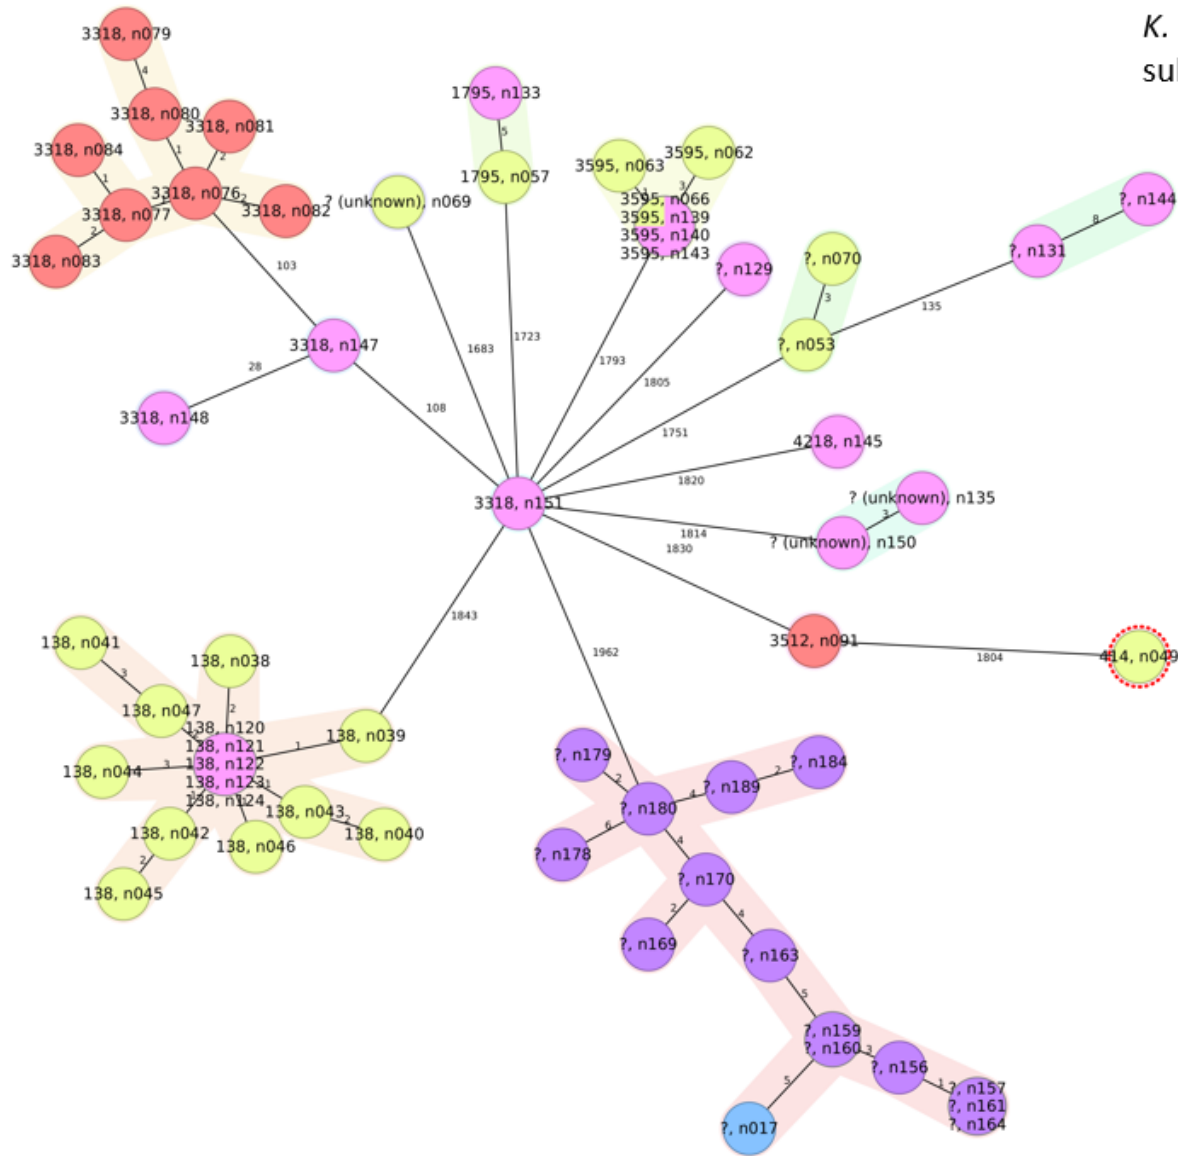 K.
sul
3318, n079
4
3318, n080
3318, n081
3318, n084
1
2
1
3318, n076
2
3318, n082
3318, n077
2
3318, n083
103
3318, n147
28
3318, n148
108
? (unknown), n069
1683
1795, n133
5
1795, n057
1723
3595, n063
3595, n062
3
3595, n066
3595, n139
3595, n140
3595, n143
1793
?, n129
1805
?, n070
3
?, n053
1751
135
?, n131
8
?, n144
4218, n145
1820
3318, n151
? (unknown), n135
3
? (unknown), n150
1814
1830
3512, n091
1804
414, n049
1843
1962
138, n041
3
138, n047
138, n038
2
138, n120
138, n121
138, n122
138, n123
138, n124
1
138, n039
138, n044
3
1
138, n043
2
138, n040
138, n042
138, n046
2
138, n045
?, n179
2
?, n180
4
?, n189
2
?, n184
6
?, n178
4
?, n170
2
?, n169
4
?, n163
5
?, n159
?, n160
3
?, n156
1
?, n157
?, n161
?, n164
5
?, n017